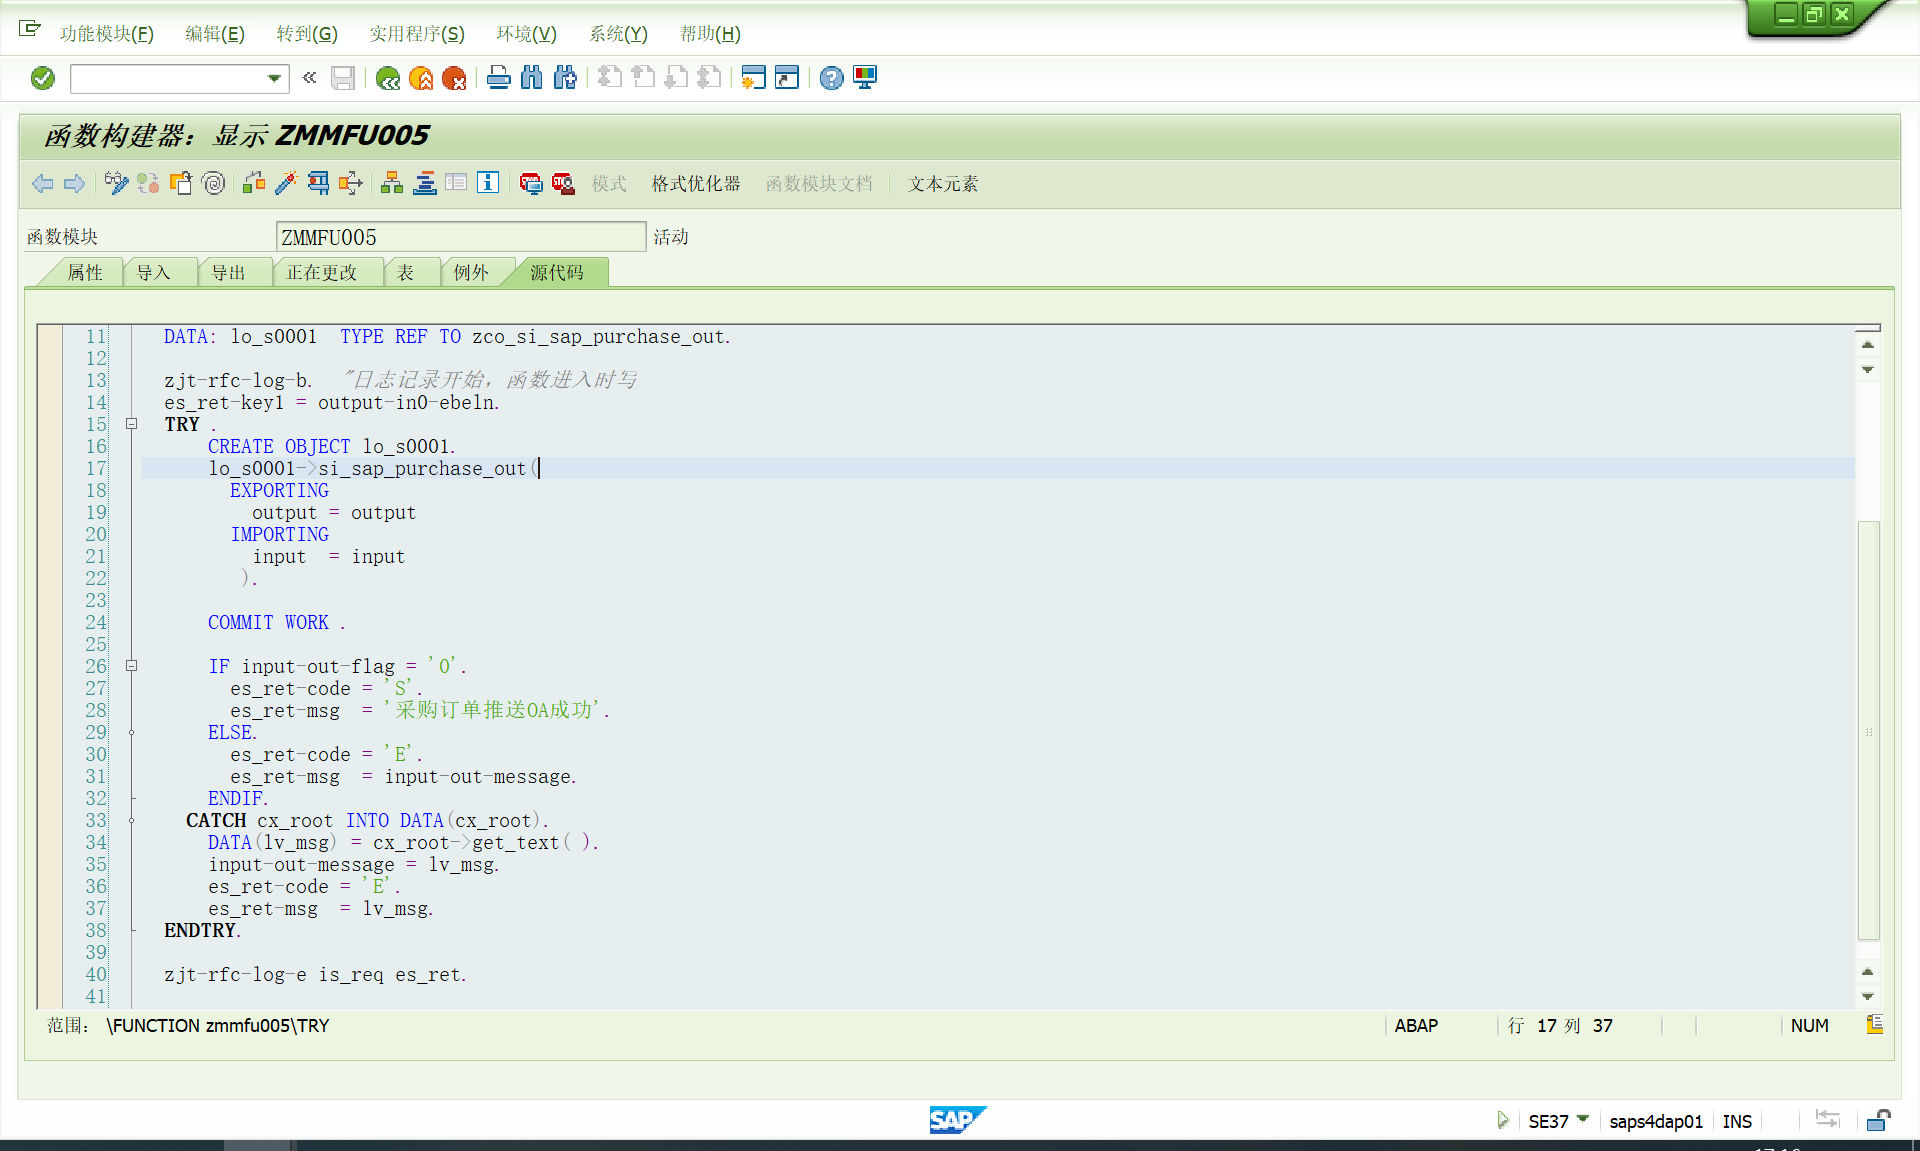 功能模块(F) 编辑(E) 转到(G) 实用程序(S) 环境(V) 系统(Y) 帮助(H)
函数构建器：显示 ZMMFU005
模式 格式优化器 函数模块文档 文本元素
函数模块 ZMMFU005 活动
属性 导入 导出 正在更改 表 例外 源代码
11 DATA: lo_s0001  TYPE REF TO zco_si_sap_purchase_out.
12
13 zjt-rfc-log-b.   "日志记录开始，函数进入时写
14 es_ret-key1 = output-in0-ebeln.
15 TRY .
16     CREATE OBJECT lo_s0001.
17     lo_s0001->si_sap_purchase_out(
18       EXPORTING
19         output = output
20       IMPORTING
21         input  = input
22        ).
23
24     COMMIT WORK .
25
26     IF input-out-flag = '0'.
27       es_ret-code = 'S'.
28       es_ret-msg  = '采购订单推送OA成功'.
29     ELSE.
30       es_ret-code = 'E'.
31       es_ret-msg  = input-out-message.
32     ENDIF.
33   CATCH cx_root INTO DATA(cx_root).
34     DATA(lv_msg) = cx_root->get_text( ).
35     input-out-message = lv_msg.
36     es_ret-code = 'E'.
37     es_ret-msg  = lv_msg.
38 ENDTRY.
39
40 zjt-rfc-log-e is_req es_ret.
41
范围： \FUNCTION zmmfu005\TRY ABAP 行 17 列 37 NUM
SAP SE37 saps4dap01 INS